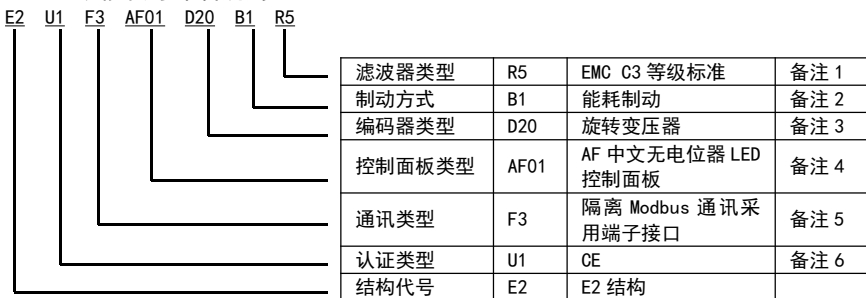 E2 U1 F3 AF01 D20 B1 R5
滤波器类型 R5 EMC C3 等级标准 备注 1
制动方式 B1 能耗制动 备注 2
编码器类型 D20 旋转变压器 备注 3
控制面板类型 AF01 AF 中文无电位器 LED
控制面板 备注 4
通讯类型 F3 隔离 Modbus 通讯采
用端子接口 备注 5
认证类型 U1 CE 备注 6
结构代号 E2 E2 结构